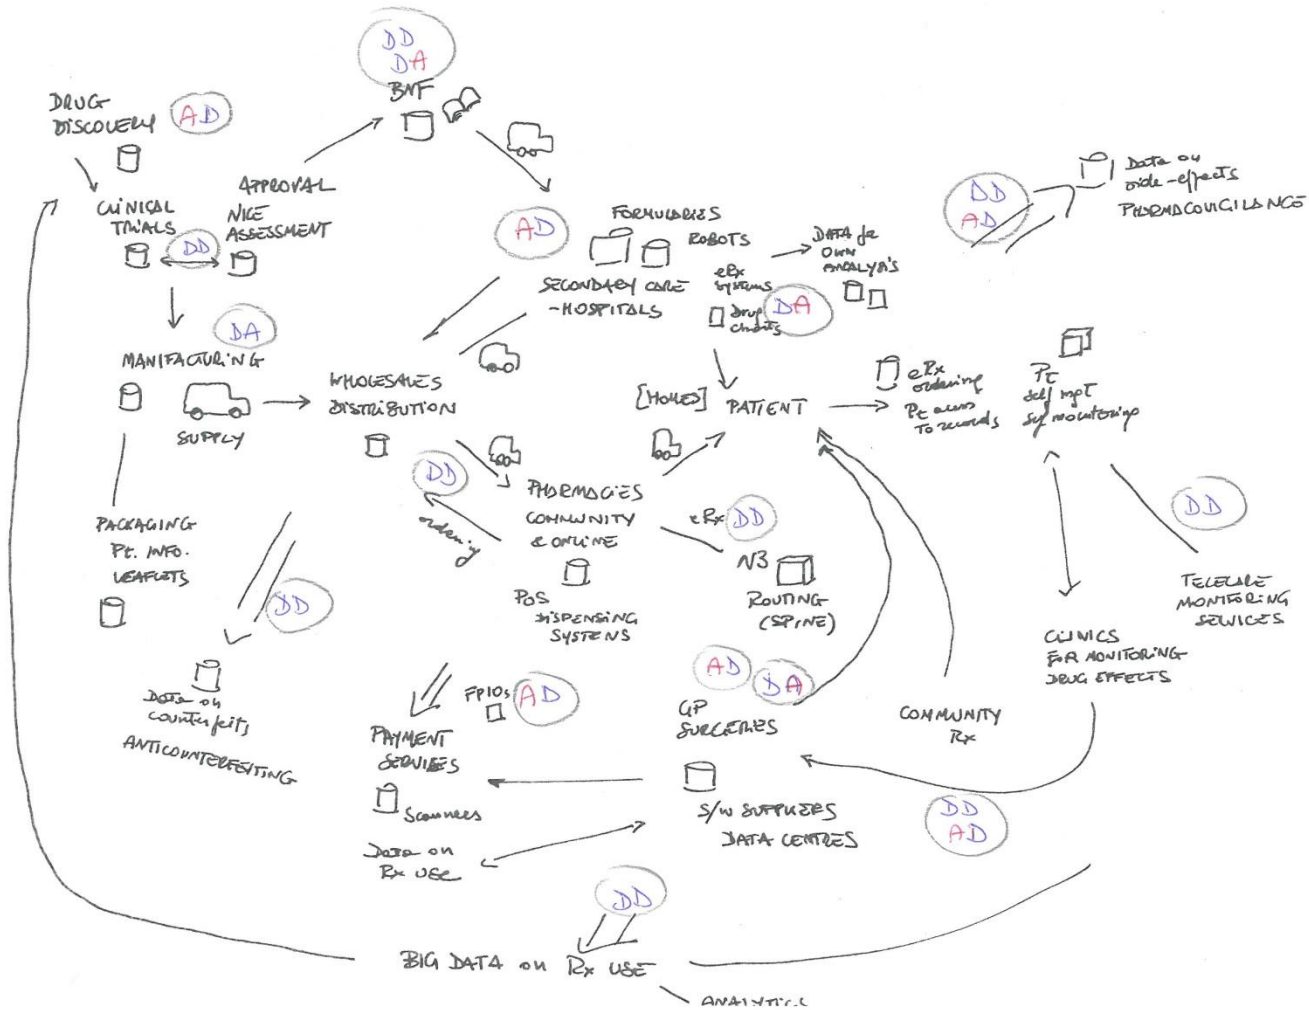 DD
DA
BNF
DRUG
DISCOVERY
AD
CLINICAL
TRIALS
DD
APPROVAL
NICE
ASSESSMENT
AD
FORMULARIES
ROBOTS
SECONDARY CARE
-HOSPITALS
eRx
systems
Drug
charts
DA
DATA for
OWN
ANALYSIS
DD
AD
Data on
side-effects
PHARMACOVIGILANCE
DA
MANIFACTURING
SUPPLY
WHOLESALES
DISTRIBUTION
[HOMES]
PATIENT
eRx
ordering
Pt access
To records
Pt
self mgt
monitoring
DD
ordering
PHARMACIES
COMMUNITY
& ONLINE
POS
DISPENSING
SYSTEMS
eRx
DD
N3
ROUTING
(SPINE)
DD
TELECARE
MONITORING
SERVICES
PACKAGING
Pt. INFO.
LEAFLETS
DD
Data on
counterfeits
ANTICOUNTERFEITING
CLINICS
FOR MONITORING
DRUG EFFECTS
AD
DA
GP
SURGERIES
COMMUNITY
Rx
FP10s
AD
PAYMENT
SERVICES
Scanners
S/W SUPPLIERS
DATA CENTRES
DD
AD
Data on
Rx USE
DD
BIG DATA on Rx USE
ANALYTICS